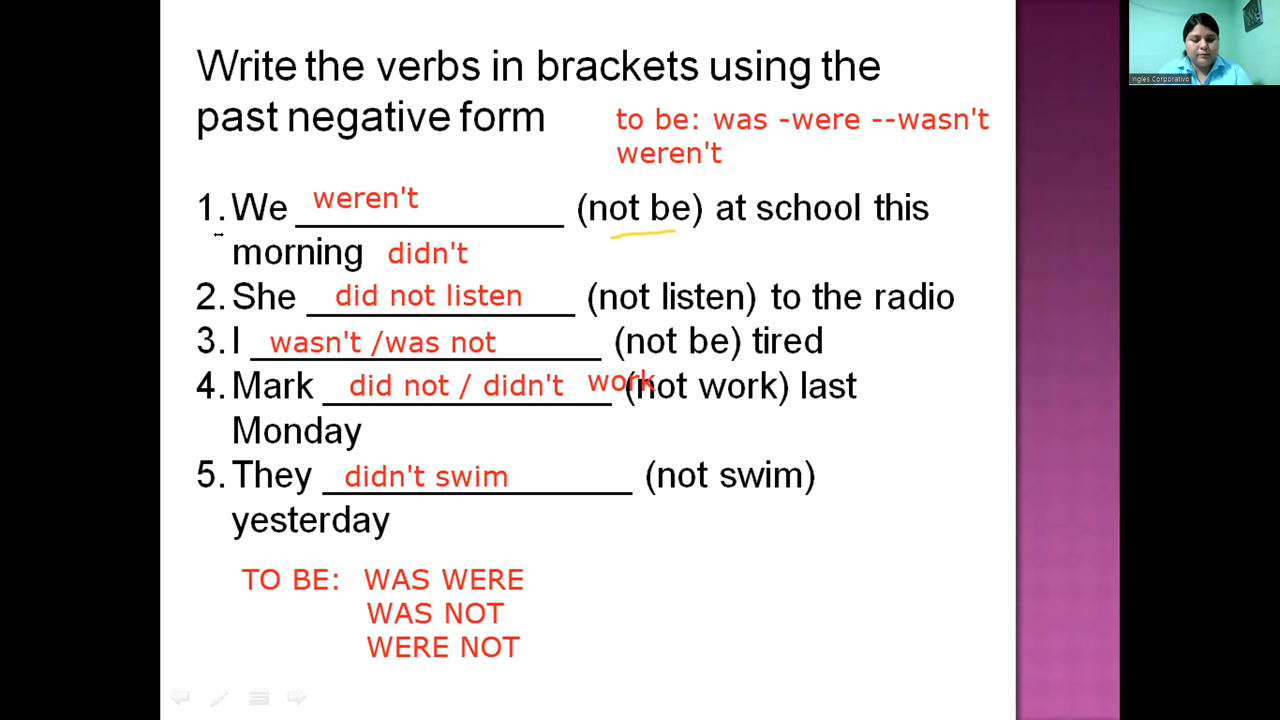 Write the verbs in brackets using the
past negative form
to be: was -were --wasn't
weren't
1. We weren't (not be) at school this
morning didn't
2. She did not listen (not listen) to the radio
3. I wasn't /was not (not be) tired
4. Mark did not / didn't work (not work) last
Monday
5. They didn't swim (not swim)
yesterday
TO BE: WAS WERE
WAS NOT
WERE NOT
Ingles Corporativo